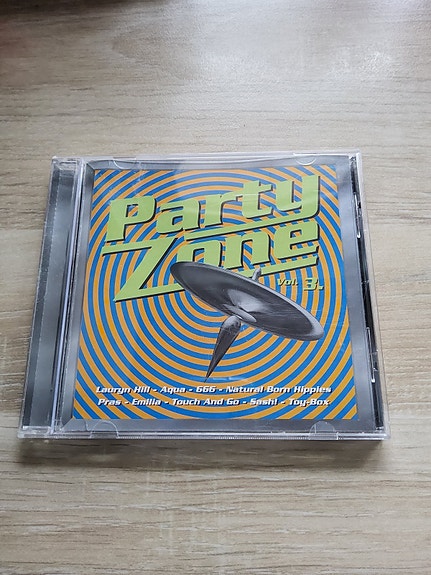 Party
Zone
Vol. 3.
Lauryn Hill - Aqua - 666 - Natural Born Hippies
Pras - Emilia - Touch And Go - Sash! - Toy-Box